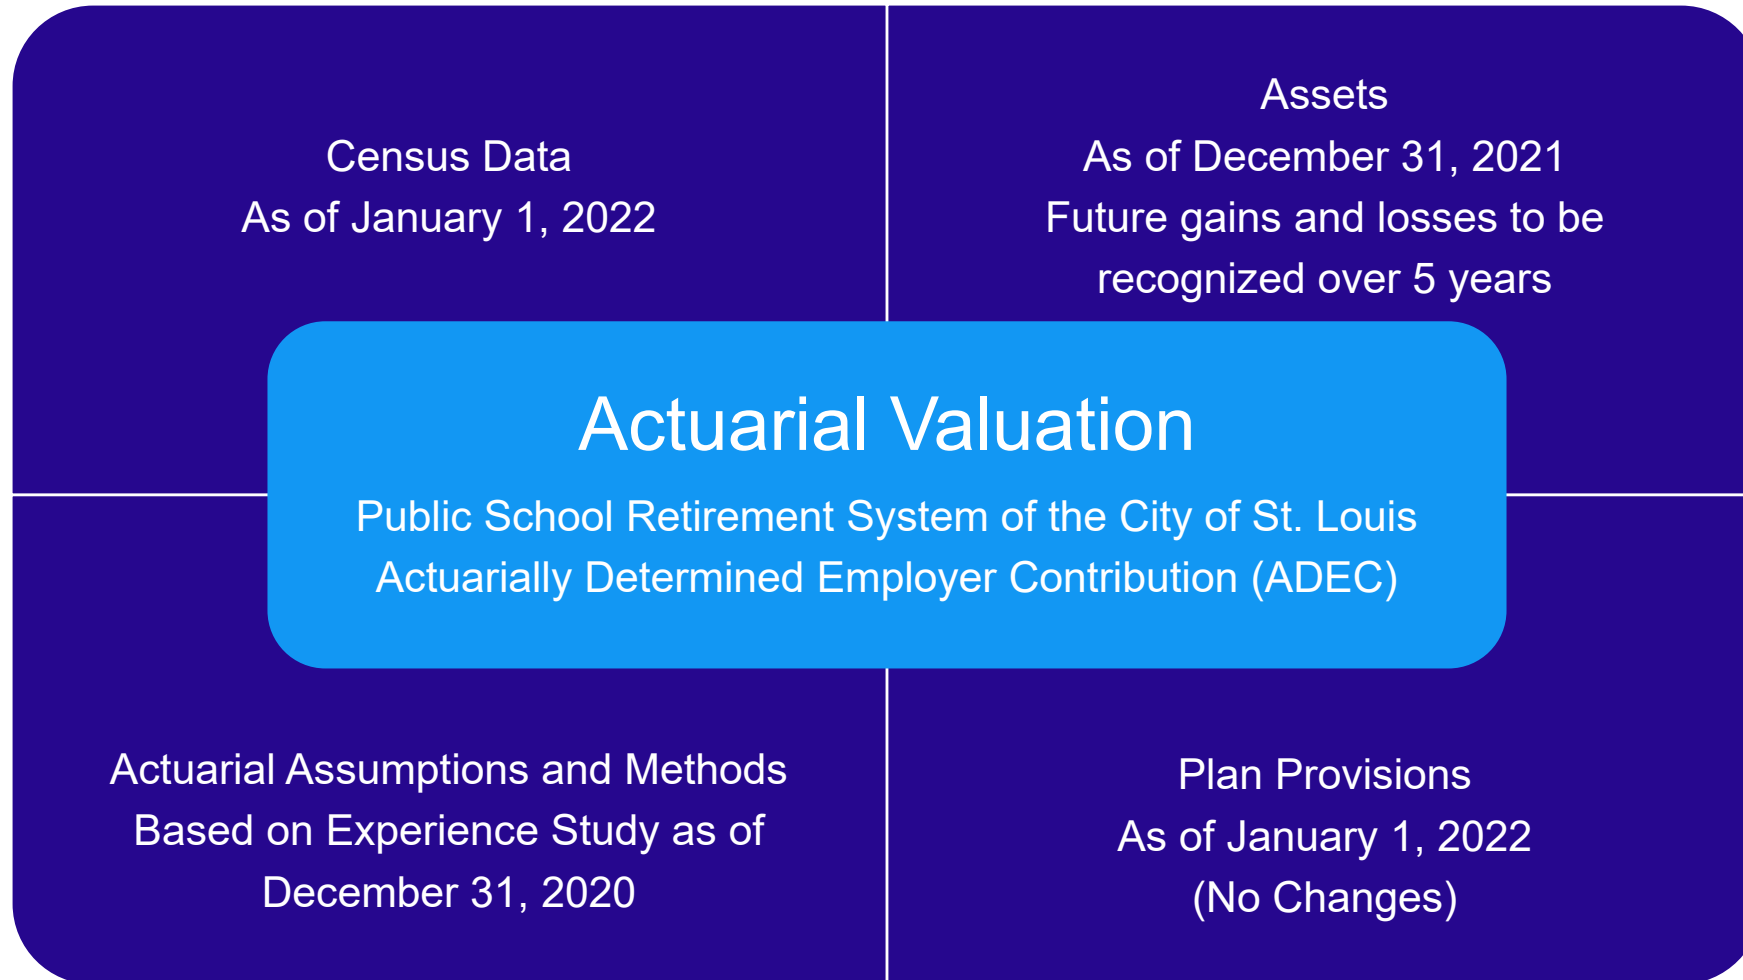 Census Data
As of January 1, 2022
Assets
As of December 31, 2021
Future gains and losses to be
recognized over 5 years
Actuarial Valuation
Public School Retirement System of the City of St. Louis
Actuarially Determined Employer Contribution (ADEC)
Actuarial Assumptions and Methods
Based on Experience Study as of
December 31, 2020
Plan Provisions
As of January 1, 2022
(No Changes)